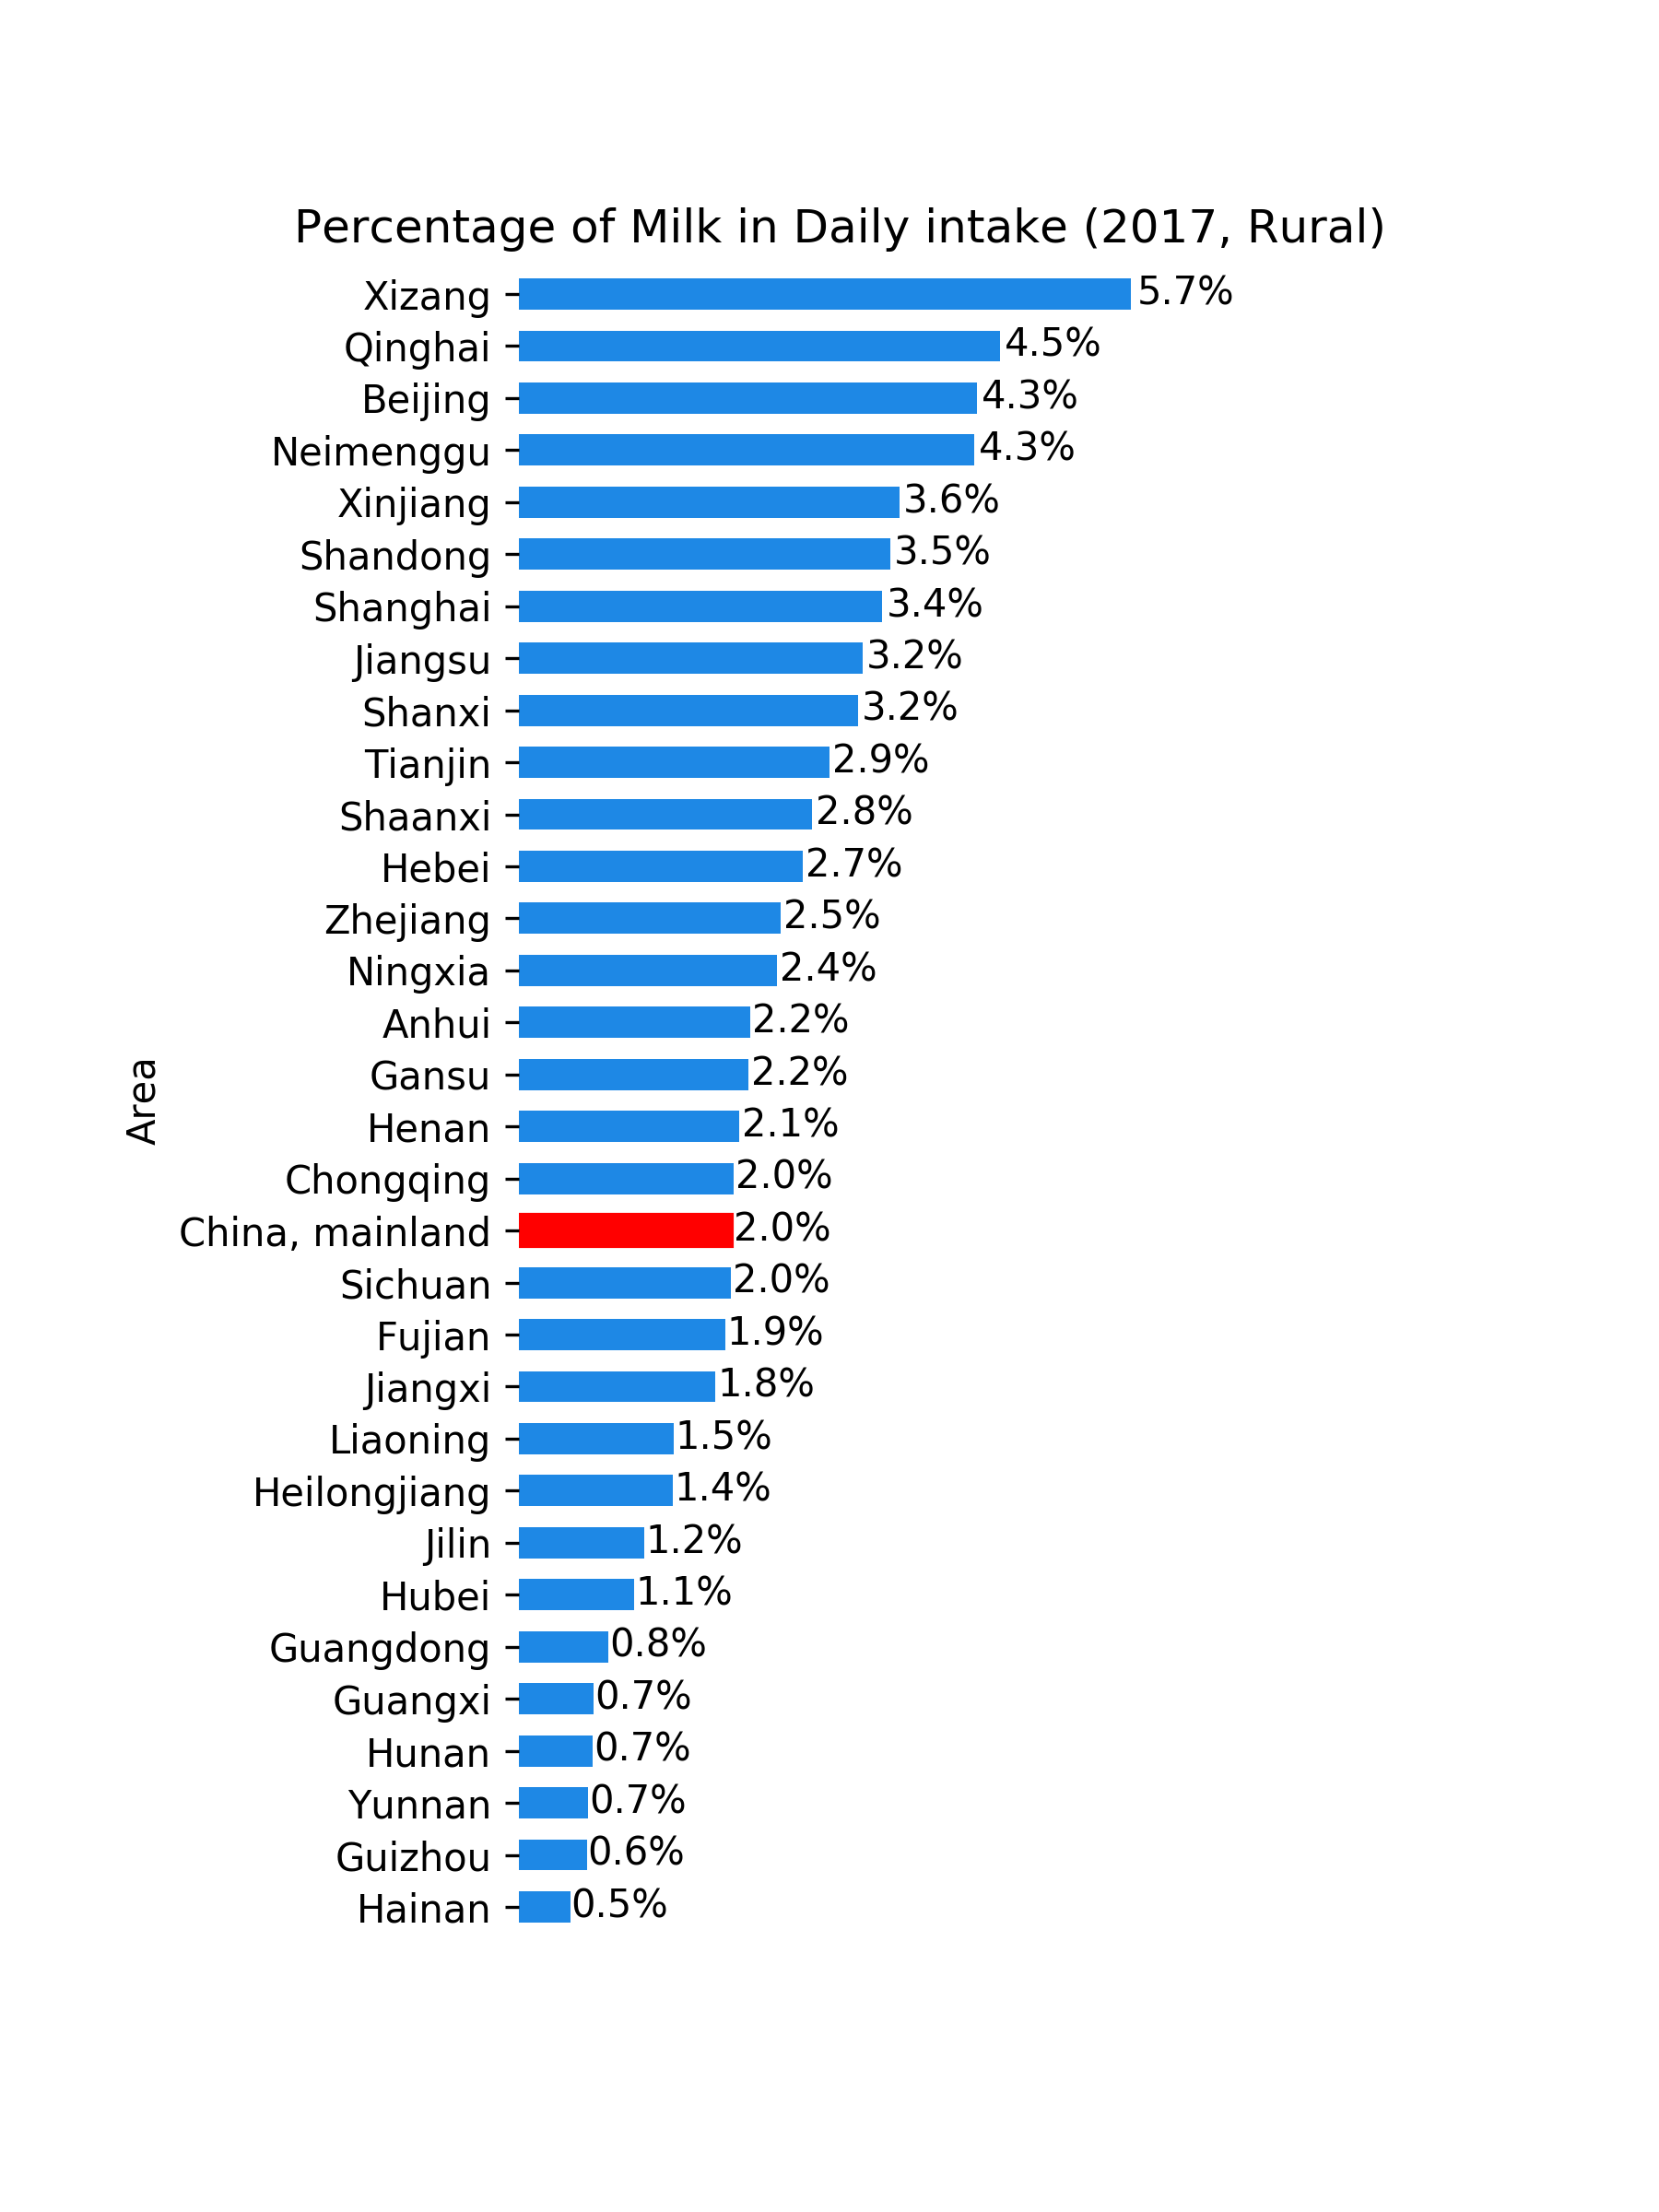 Percentage of Milk in Daily intake (2017, Rural)
Xizang 5.7%
Qinghai 4.5%
Beijing 4.3%
Neimenggu 4.3%
Xinjiang 3.6%
Shandong 3.5%
Shanghai 3.4%
Jiangsu 3.2%
Shanxi 3.2%
Tianjin 2.9%
Shaanxi 2.8%
Hebei 2.7%
Zhejiang 2.5%
Ningxia 2.4%
Anhui 2.2%
Gansu 2.2%
Area
Henan 2.1%
Chongqing 2.0%
China, mainland 2.0%
Sichuan 2.0%
Fujian 1.9%
Jiangxi 1.8%
Liaoning 1.5%
Heilongjiang 1.4%
Jilin 1.2%
Hubei 1.1%
Guangdong 0.8%
Guangxi 0.7%
Hunan 0.7%
Yunnan 0.7%
Guizhou 0.6%
Hainan 0.5%